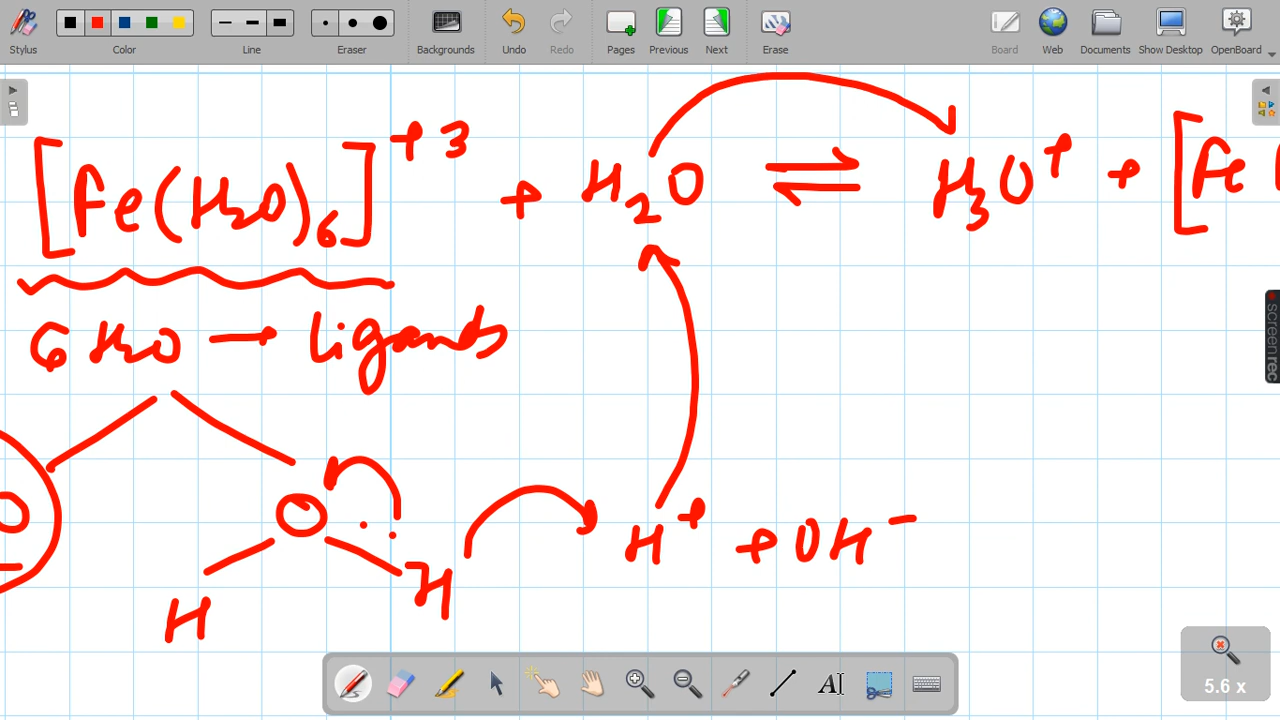 Stylus Color Line Eraser Backgrounds Undo Redo Pages Previous Next Erase Board Web Documents Show Desktop OpenBoard
[Fe(H2O)6]+3 + H2O ⇌ H3O+ + [Fe (
6 H2O → ligands
O O H+ + OH-
H H
screenrec
AI
5.6 x